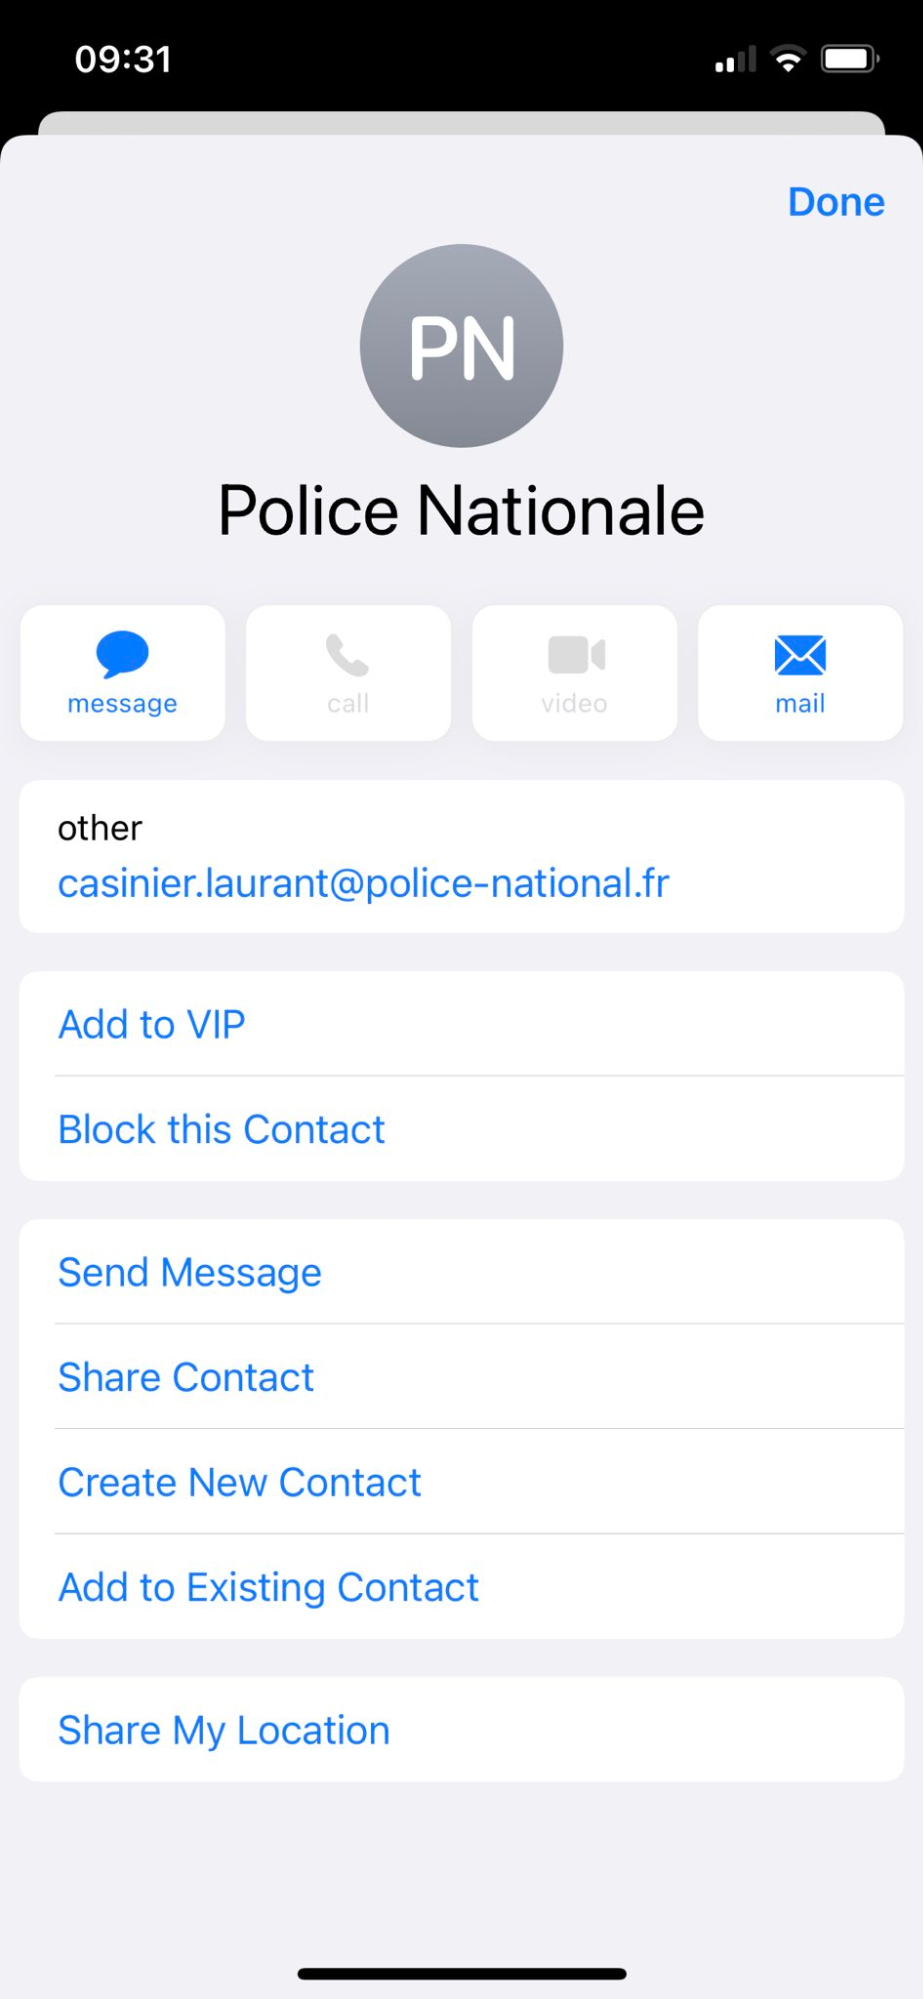 09:31
Done
PN
Police Nationale
message
call
video
mail
other
casinier.laurant@police-national.fr
Add to VIP
Block this Contact
Send Message
Share Contact
Create New Contact
Add to Existing Contact
Share My Location